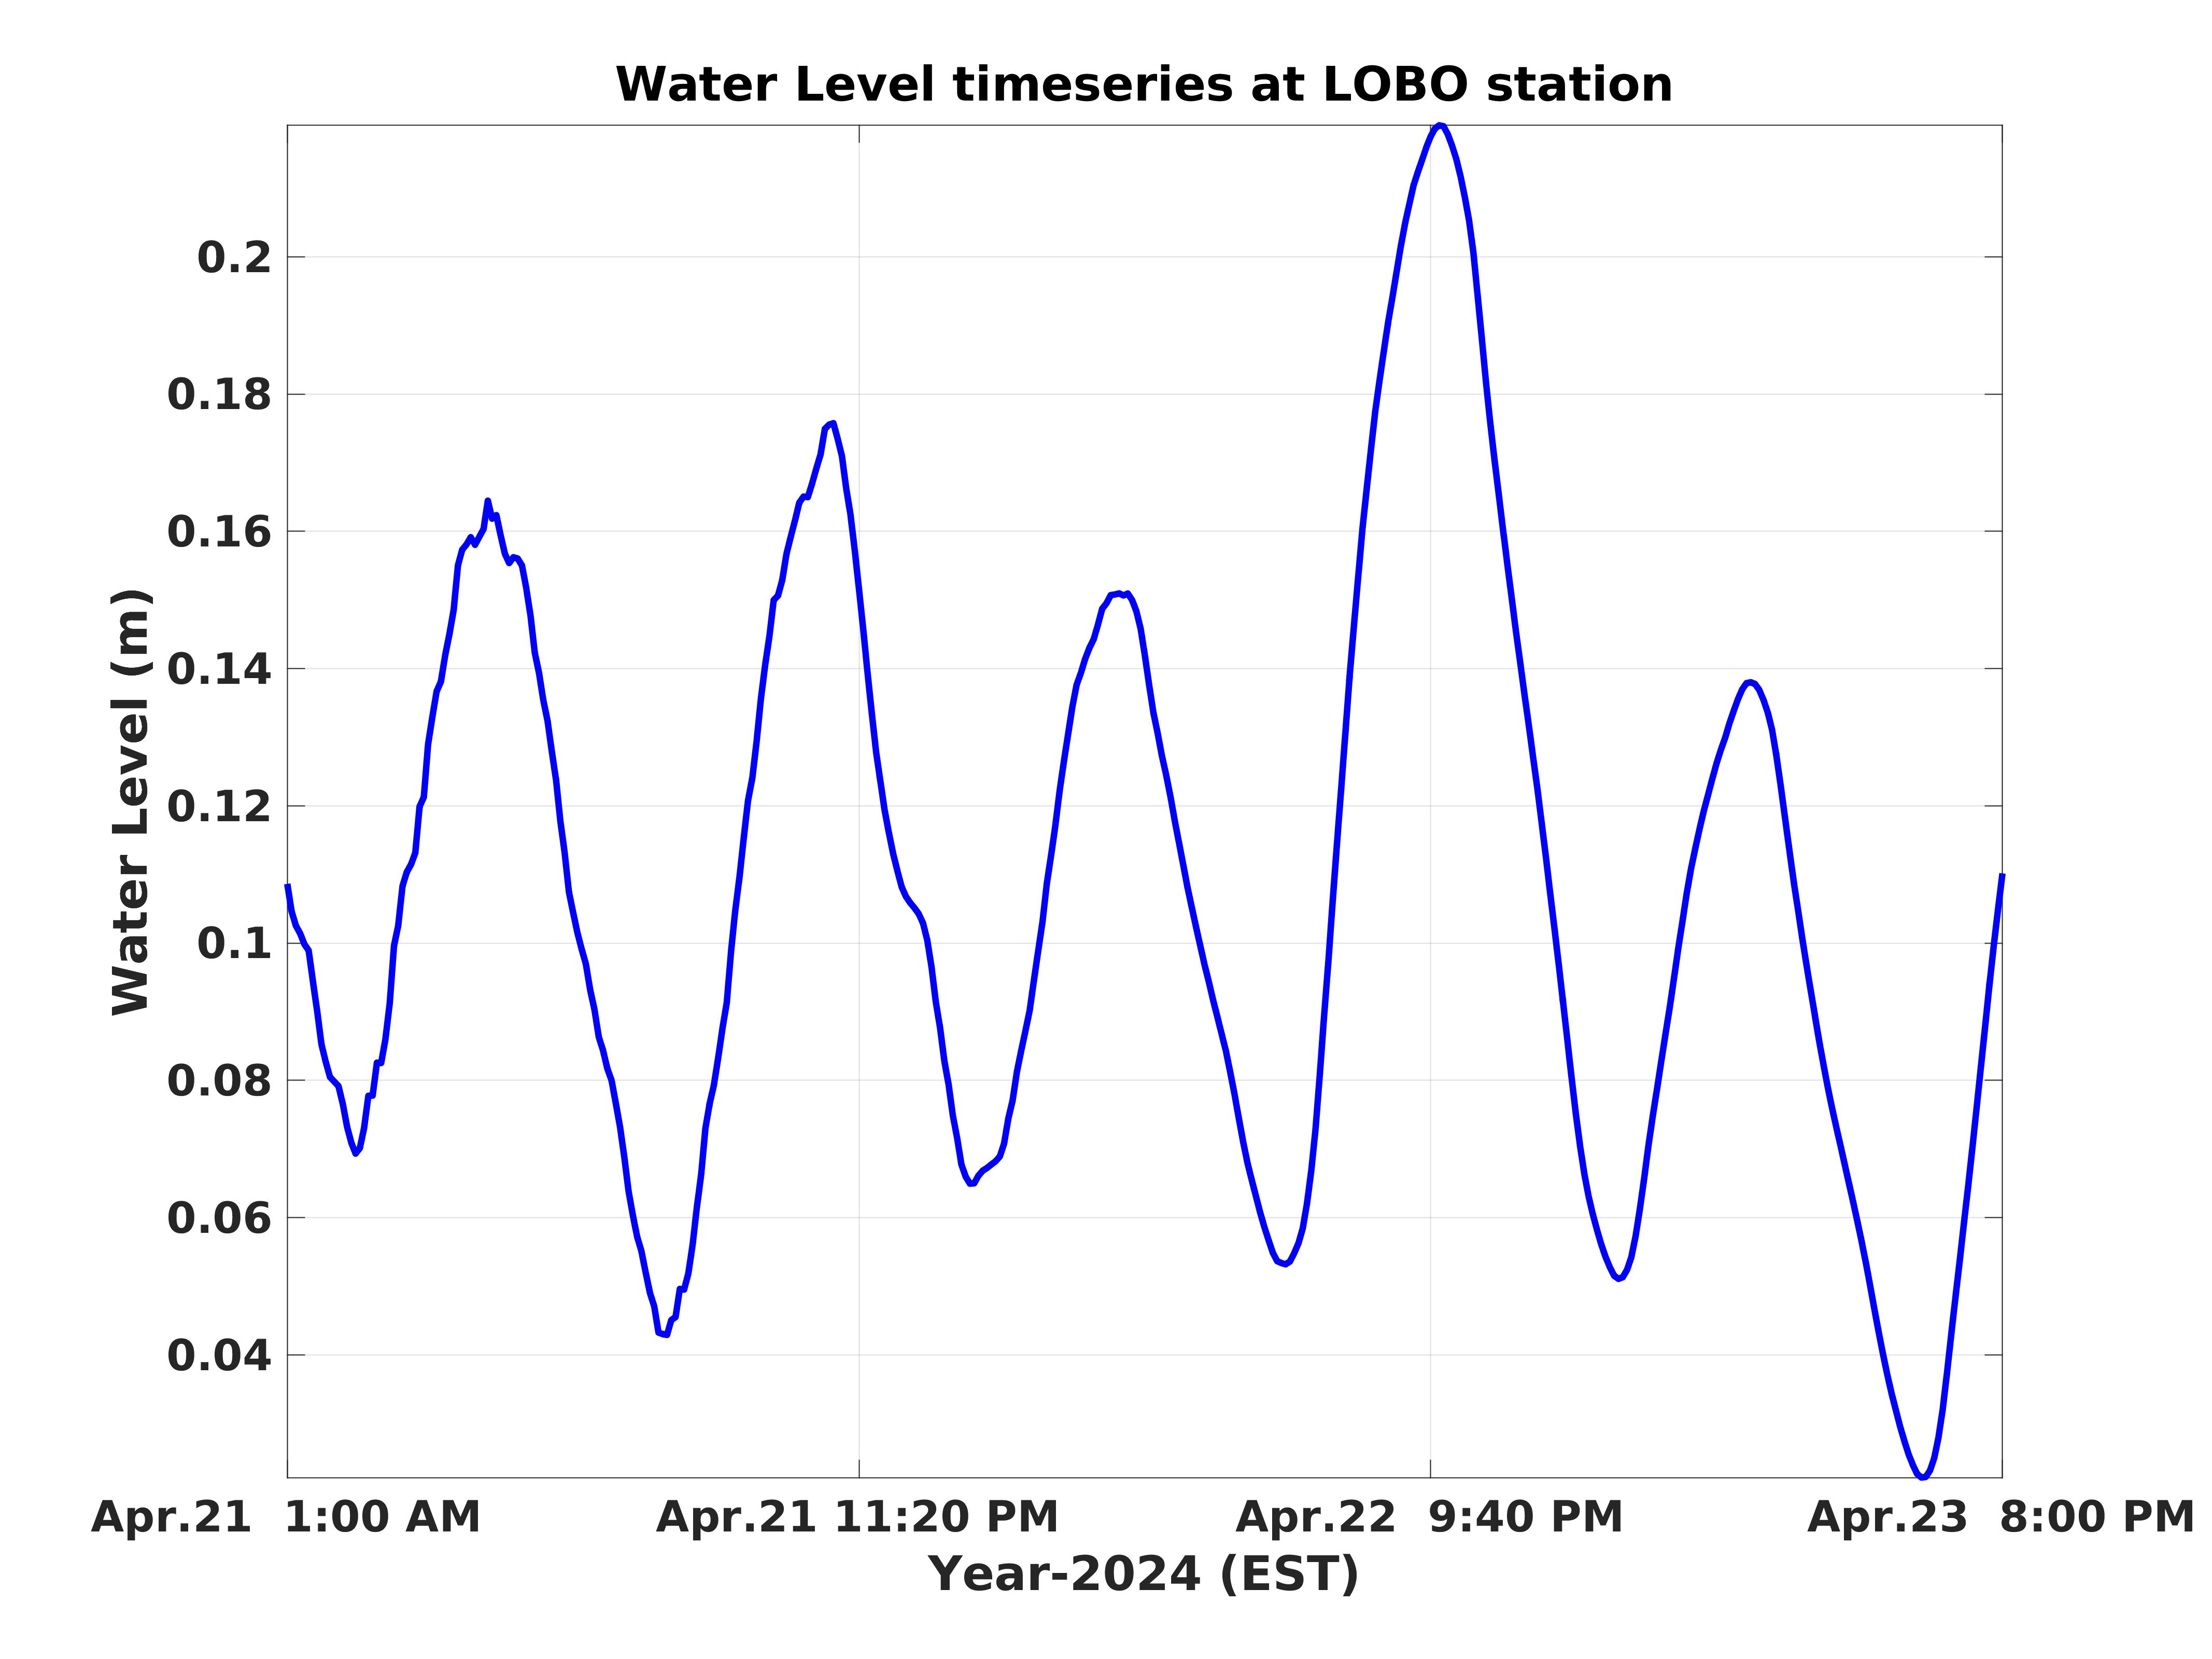 Water Level timeseries at LOBO station
Water Level (m)
0.2
0.18
0.16
0.14
0.12
0.1
0.08
0.06
0.04
Apr.21  1:00 AM
Apr.21 11:20 PM
Apr.22  9:40 PM
Apr.23  8:00 PM
Year-2024 (EST)